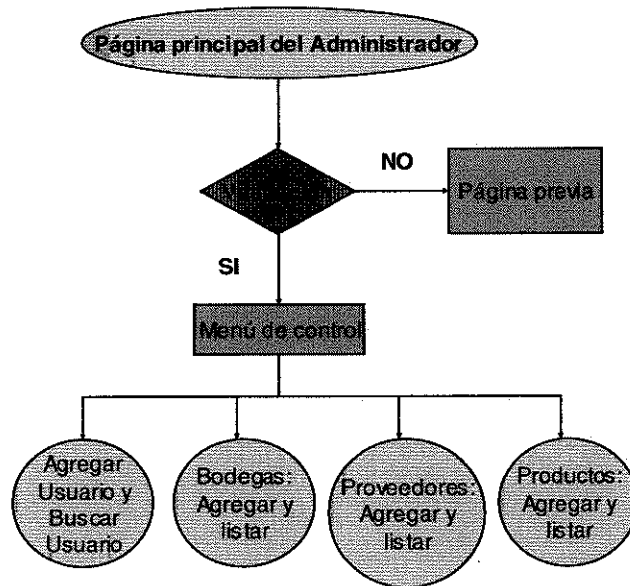 Página principal del Administrador
NO
Página previa
SI
Menú de control
Agregar
Usuario y
Buscar
Usuario
Bodegas:
Agregar y
listar
Proveedores:
Agregar y
listar
Productos:
Agregar y
listar